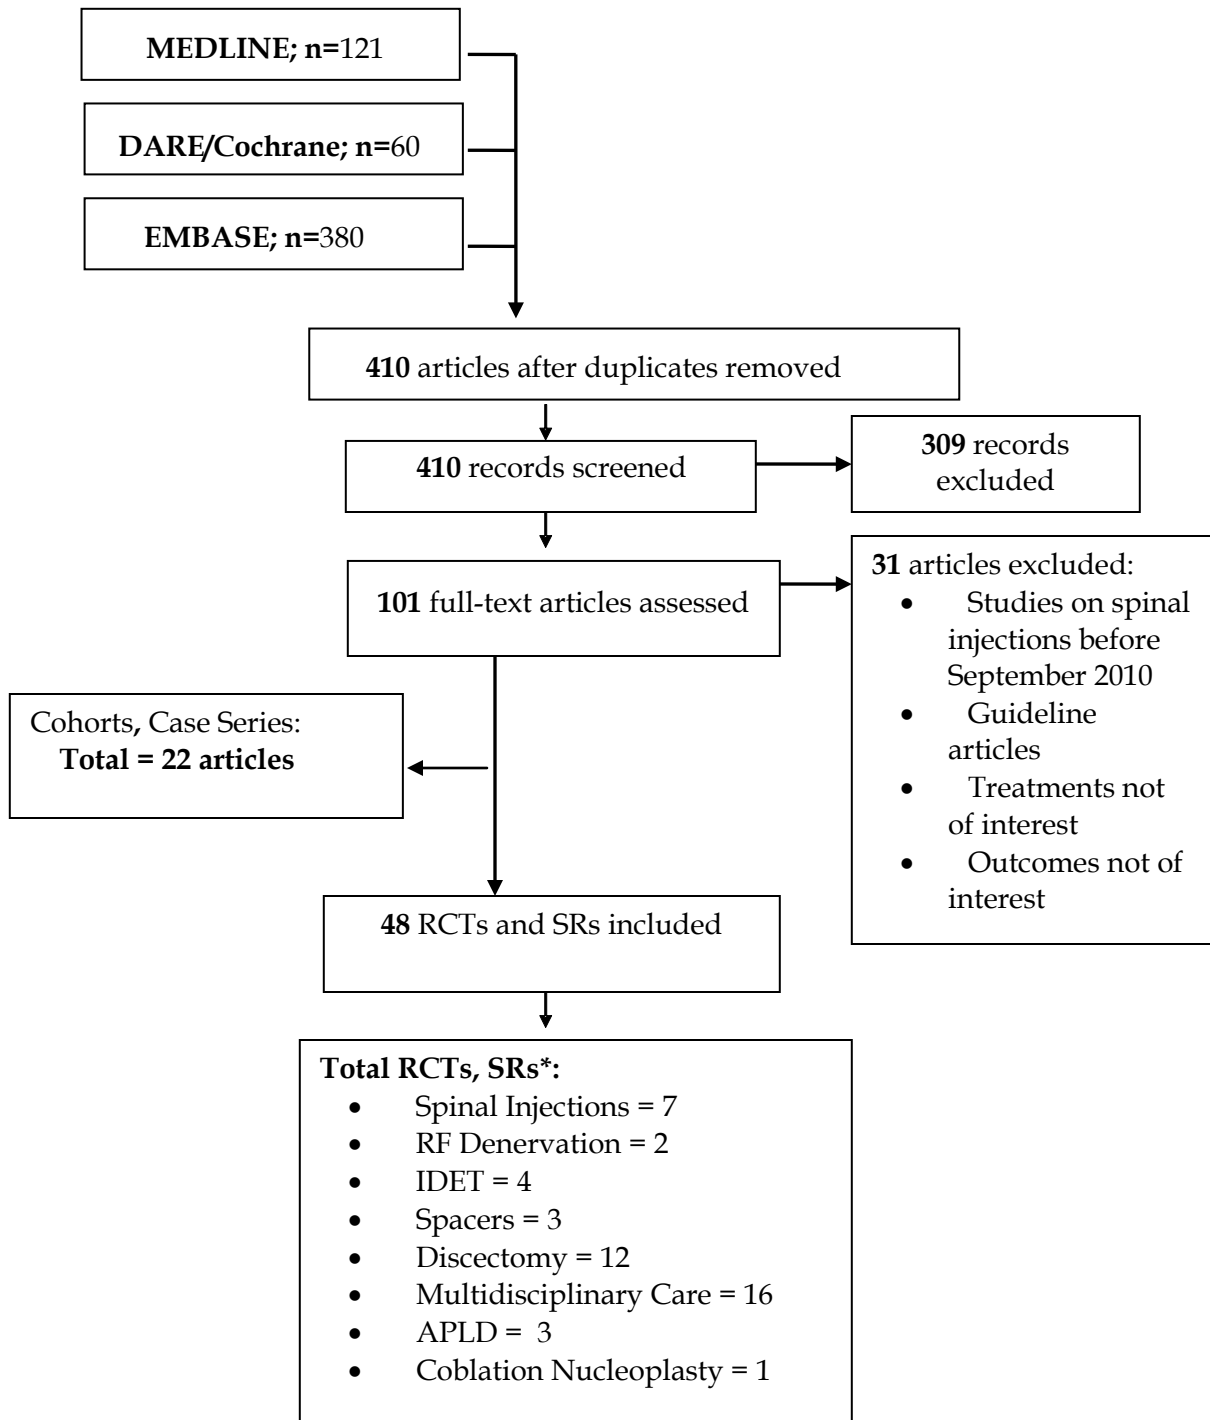 MEDLINE; n=121
DARE/Cochrane; n=60
EMBASE; n=380
410 articles after duplicates removed
410 records screened
309 records
excluded
101 full-text articles assessed
31 articles excluded:
• Studies on spinal
injections before
September 2010
• Guideline
articles
• Treatments not
of interest
• Outcomes not of
interest
Cohorts, Case Series:
Total = 22 articles
48 RCTs and SRs included
Total RCTs, SRs*:
• Spinal Injections = 7
• RF Denervation = 2
• IDET = 4
• Spacers = 3
• Discectomy = 12
• Multidisciplinary Care = 16
• APLD = 3
• Coblation Nucleoplasty = 1